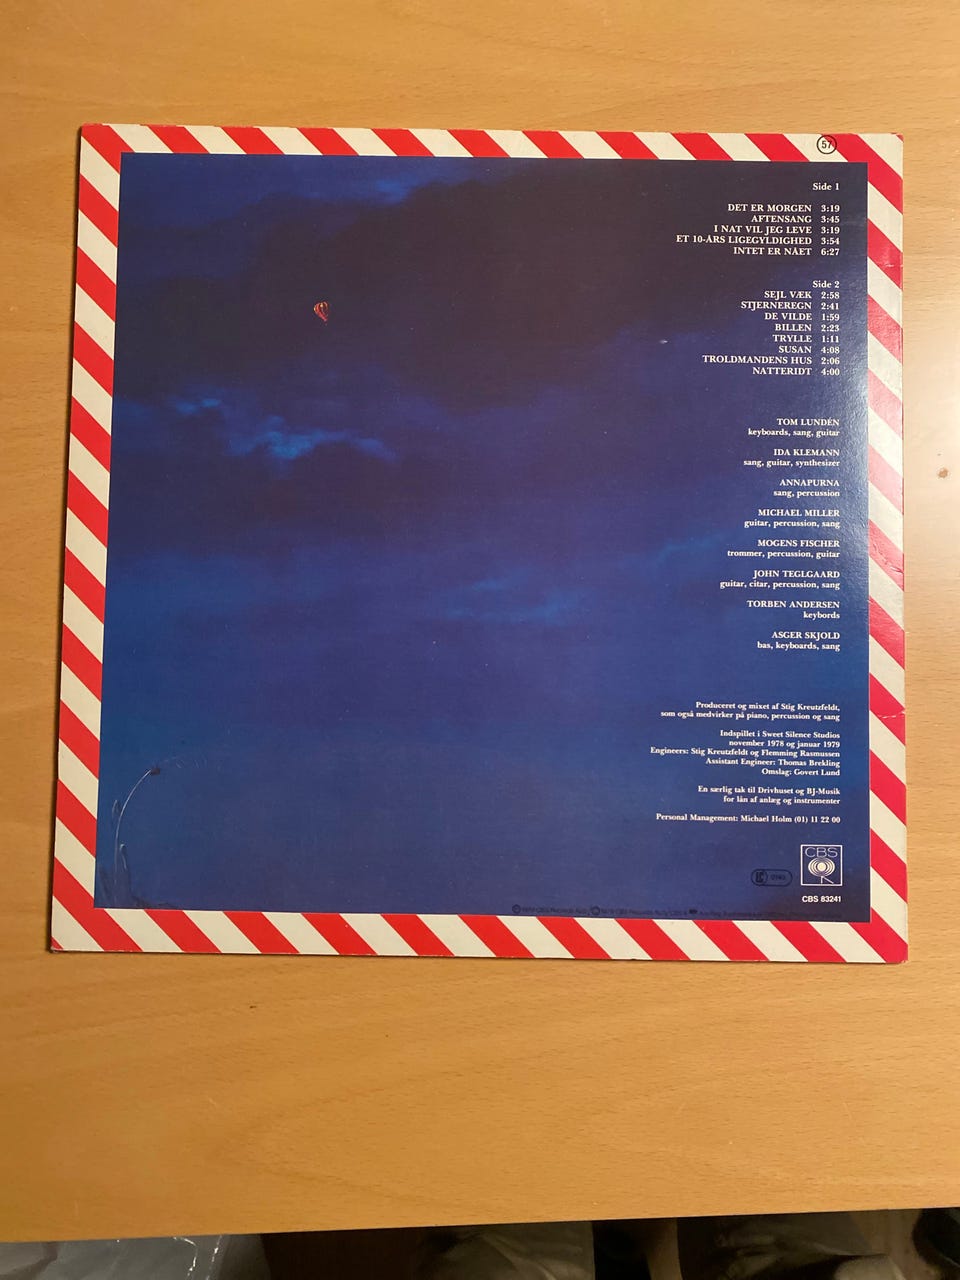 57
Side 1
DET ER MORGEN 3:19
AFTENSANG 3:45
I NAT VIL JEG LEVE 3:19
ET 10-ÅRS LIGEGYLDIGHED 3:54
INTET ER NÅET 6:27
Side 2
SEJL VÆK 2:58
STJERNEREGN 2:41
DE VILDE 1:59
BILLEN 2:23
TRYLLE 1:11
SUSAN 4:08
TROLDMANDENS HUS 2:06
NATTERIDT 4:00
TOM LUNDÉN
keyboards, sang, guitar
IDA KLEMANN
sang, guitar, synthesizer
ANNAPURNA
sang, percussion
MICHAEL MILLER
guitar, percussion, sang
MOGENS FISCHER
trommer, percussion, guitar
JOHN TEGLGAARD
guitar, citar, percussion, sang
TORBEN ANDERSEN
keybords
ASGER SKJOLD
bas, keyboards, sang
Produceret og mixet af Stig Kreutzfeldt,
som også medvirker på piano, percussion og sang
Indspillet i Sweet Silence Studios
november 1978 og januar 1979
Engineers: Stig Kreutzfeldt og Flemming Rasmussen
Assistant Engineer: Thomas Brekling
Omslag: Govert Lund
En særlig tak til Drivhuset og BJ-Musik
for lån af anlæg og instrumenter
Personal Management: Michael Holm (01) 11 22 00
CBS
CBS 83241